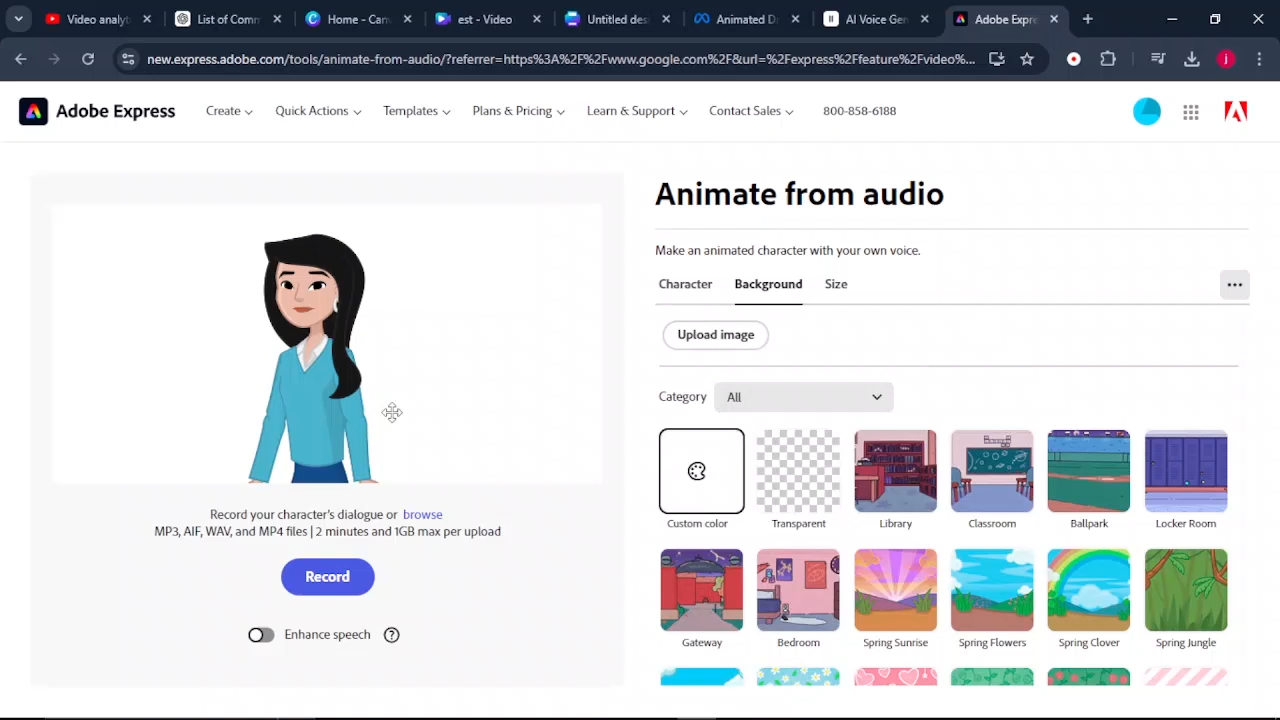 Video analyt
List of Comm
Home - Can
est - Video
Untitled des
Animated Dr
AI Voice Gen
Adobe Expre
new.express.adobe.com/tools/animate-from-audio/?referrer=https%3A%2F%2Fwww.google.com%2F&url=%2Fexpress%2Ffeature%2Fvideo%...
j
Adobe Express
Create
Quick Actions
Templates
Plans & Pricing
Learn & Support
Contact Sales
800-858-6188
Record your character's dialogue or browse
MP3, AIF, WAV, and MP4 files | 2 minutes and 1GB max per upload
Record
Enhance speech ?
Animate from audio
Make an animated character with your own voice.
Character Background Size
Upload image
Category All
Custom color
Transparent
Library
Classroom
Ballpark
Locker Room
Gateway
Bedroom
Spring Sunrise
Spring Flowers
Spring Clover
Spring Jungle